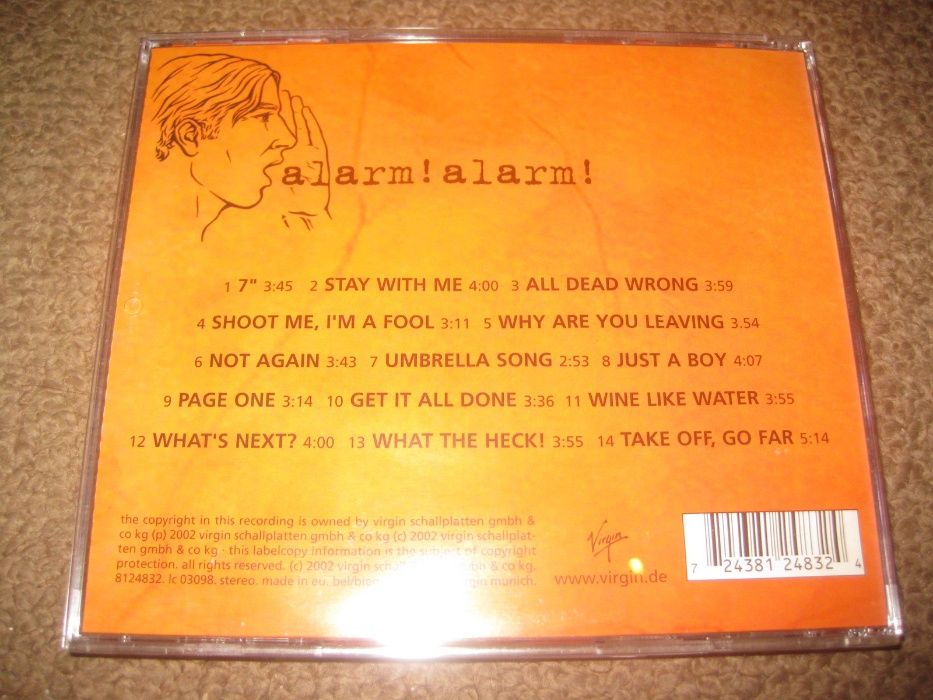 alarm!alarm!
1 7" 3:45 2 STAY WITH ME 4:00 3 ALL DEAD WRONG 3:59
4 SHOOT ME, I'M A FOOL 3:11 5 WHY ARE YOU LEAVING 3.54
6 NOT AGAIN 3:43 7 UMBRELLA SONG 2:53 8 JUST A BOY 4:07
9 PAGE ONE 3:14 10 GET IT ALL DONE 3:36 11 WINE LIKE WATER 3:55
12 WHAT'S NEXT? 4:00 13 WHAT THE HECK! 3:55 14 TAKE OFF, GO FAR 5:14
the copyright in this recording is owned by virgin schallplatten gmbh &
co kg (p) 2002 virgin schallplatten gmbh & co kg (c) 2002 virgin schallplat-
ten gmbh & co kg · this labelcopy information is the subject of copyright
protection. all rights reserved. (c) 2002 virgin gmbh & co kg.
8124832. lc 03098. stereo. made in eu. virgin munich.
Virgin
www.virgin.de
7 24381 24832 4